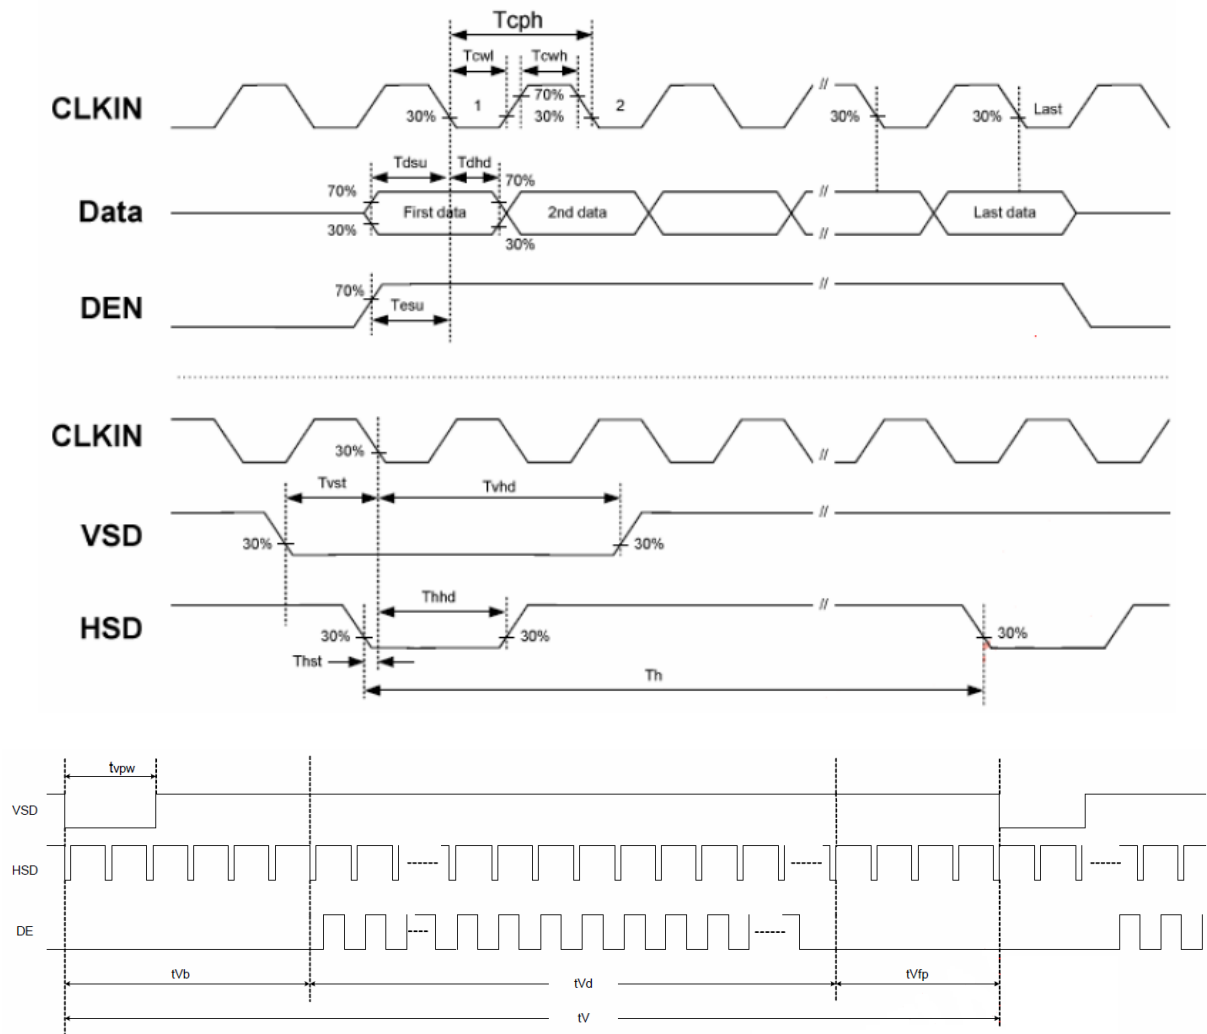 Tcph
Tcwl Tcwh
CLKIN 30% 1 70% 30% 2 // 30% 30% Last
Tdsu Tdhd
70% 70%
Data First data 2nd data // Last data
30% 30% //
DEN 70% //
Tesu
CLKIN 30% //
Tvst Tvhd
VSD 30% 30% //
Thhd
HSD 30% 30% // 30%
Thst
Th
tvpw
VSD
HSD
DE
tVb tVd tVfp
tV